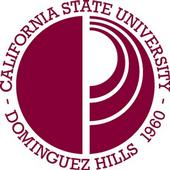 - CALIFORNIA STATE UNIVERSITY -
DOMINGUEZ HILLS 1960